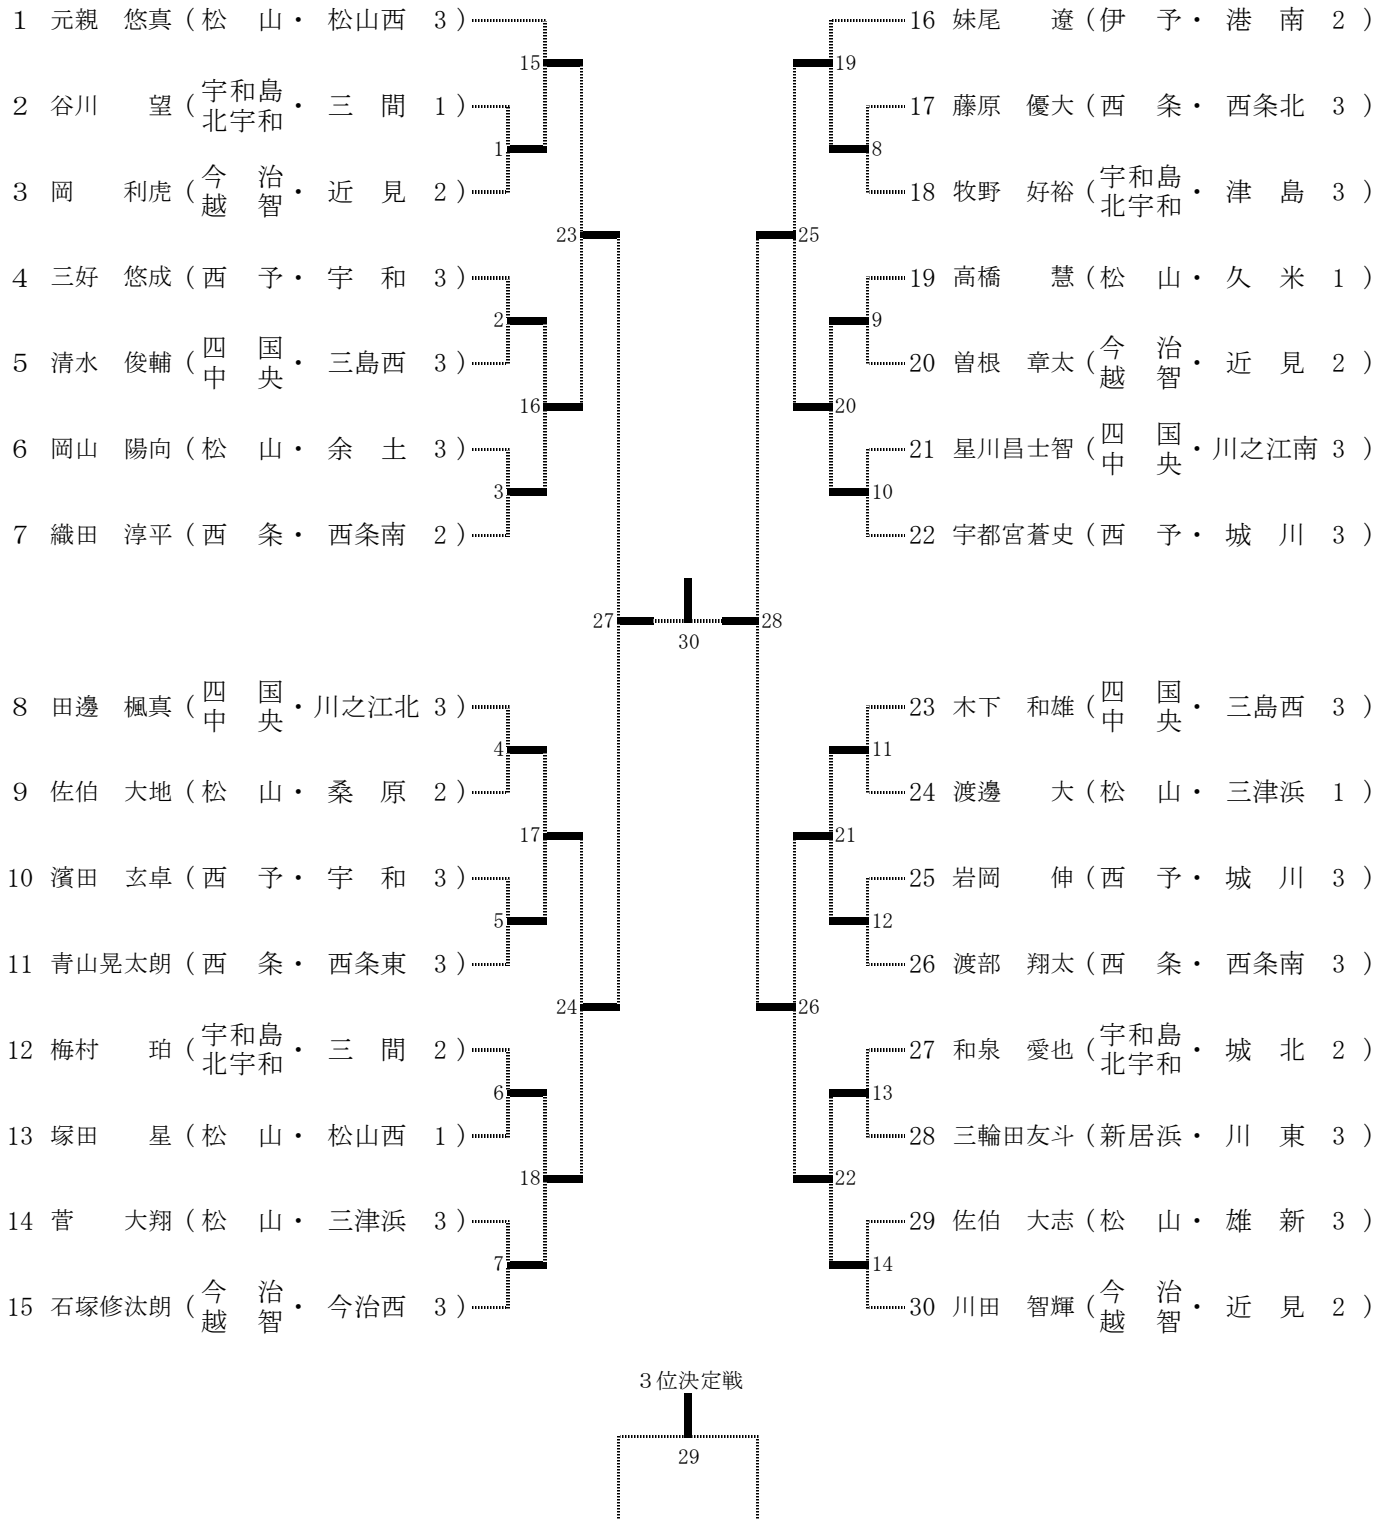 1 元親 悠真 (松 山・松山西 3)
2 谷川 望 (宇和島北宇和・三 間 1)
3 岡 利虎 (今 治越 智・近 見 2)
4 三好 悠成 (西 予・宇 和 3)
5 清水 俊輔 (四 国中 央・三島西 3)
6 岡山 陽向 (松 山・余 土 3)
7 織田 淳平 (西 条・西条南 2)
8 田邊 楓真 (四 国中 央・川之江北 3)
9 佐伯 大地 (松 山・桑 原 2)
10 濱田 玄卓 (西 予・宇 和 3)
11 青山晃太朗 (西 条・西条東 3)
12 梅村 珀 (宇和島北宇和・三 間 2)
13 塚田 星 (松 山・松山西 1)
14 菅 大翔 (松 山・三津浜 3)
15 石塚修汰朗 (今 治越 智・今治西 3)
15
1
23
2
16
3
27
4
17
5
24
6
18
7
30
16 妹尾 遼 (伊 予・港 南 2)
17 藤原 優大 (西 条・西条北 3)
18 牧野 好裕 (宇和島北宇和・津 島 3)
19 高橋 慧 (松 山・久 米 1)
20 曽根 章太 (今 治越 智・近 見 2)
21 星川昌士智 (四 国中 央・川之江南 3)
22 宇都宮蒼史 (西 予・城 川 3)
23 木下 和雄 (四 国中 央・三島西 3)
24 渡邊 大 (松 山・三津浜 1)
25 岩岡 伸 (西 予・城 川 3)
26 渡部 翔太 (西 条・西条南 3)
27 和泉 愛也 (宇和島北宇和・城 北 2)
28 三輪田友斗 (新居浜・川 東 3)
29 佐伯 大志 (松 山・雄 新 3)
30 川田 智輝 (今 治越 智・近 見 2)
19
8
25
9
20
10
28
11
21
12
26
13
22
14
3位決定戦
29